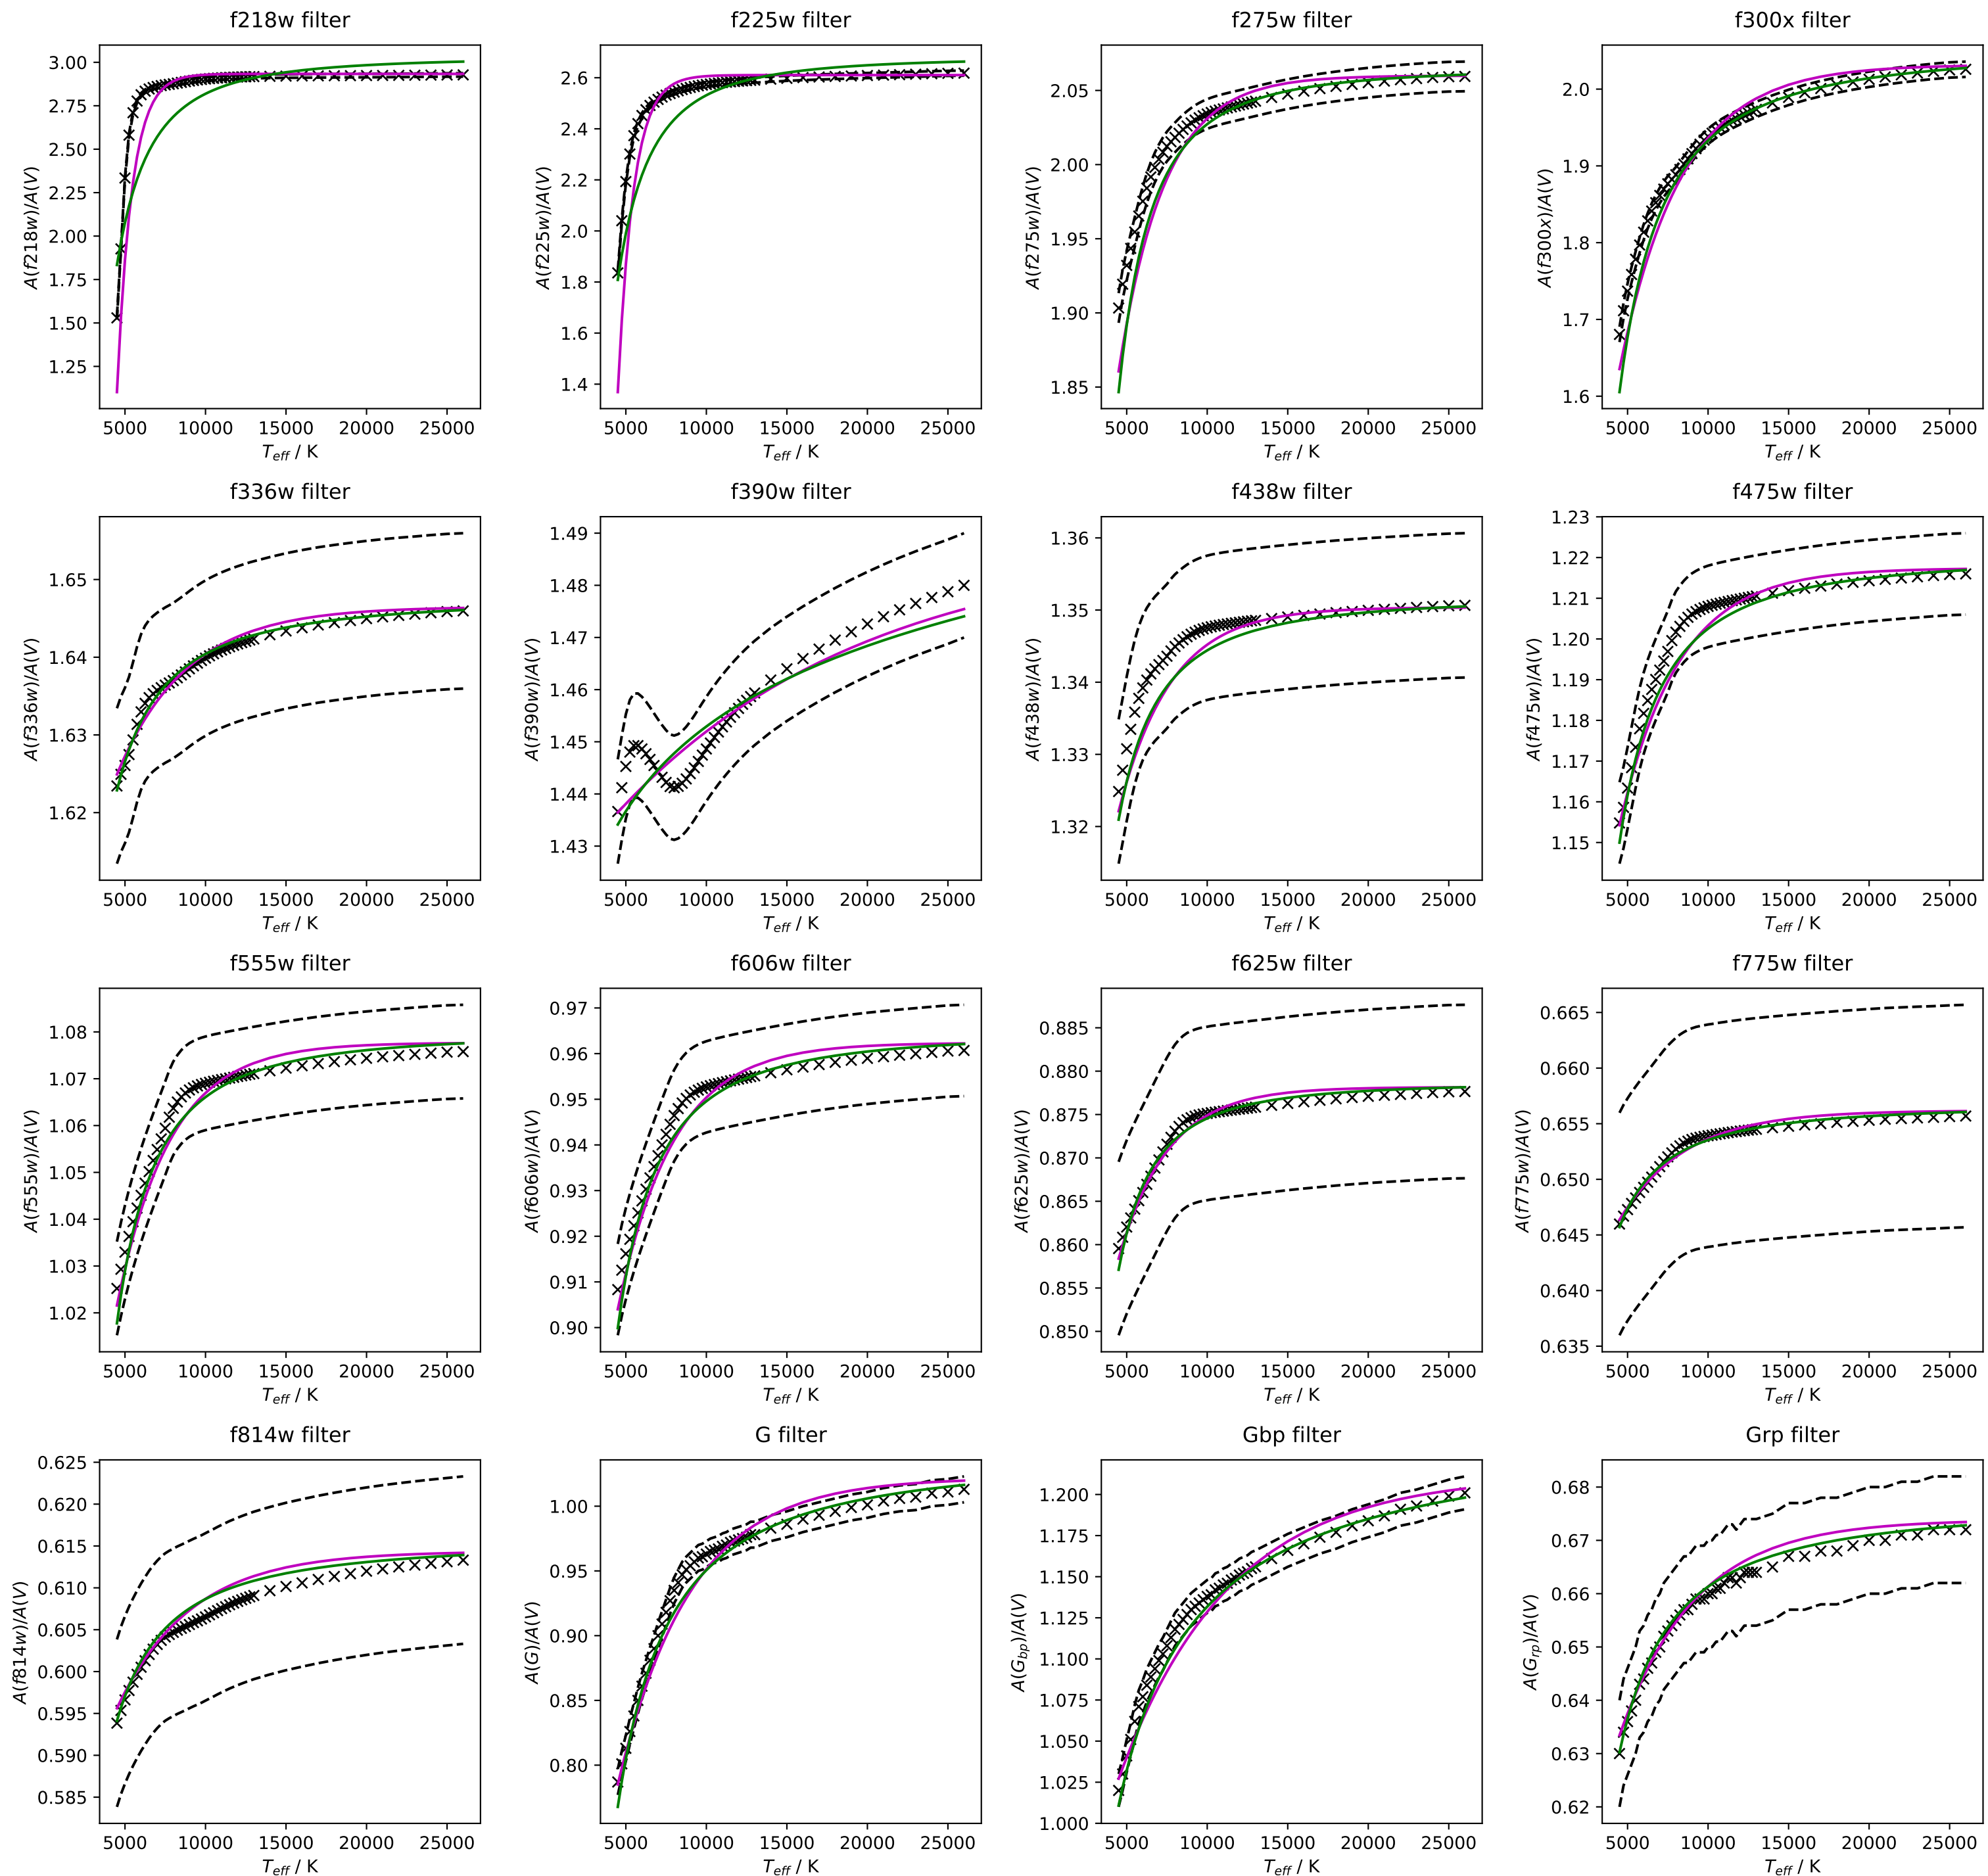 f218w filter
f225w filter
f275w filter
f300x filter
A(f218w)/A(V)
3.00
2.75
2.50
2.25
2.00
1.75
1.50
1.25
5000 10000 15000 20000 25000
T_eff / K
A(f225w)/A(V)
2.6
2.4
2.2
2.0
1.8
1.6
1.4
5000 10000 15000 20000 25000
T_eff / K
A(f275w)/A(V)
2.05
2.00
1.95
1.90
1.85
5000 10000 15000 20000 25000
T_eff / K
A(f300x)/A(V)
2.0
1.9
1.8
1.7
1.6
5000 10000 15000 20000 25000
T_eff / K
f336w filter
f390w filter
f438w filter
f475w filter
A(f336w)/A(V)
1.65
1.64
1.63
1.62
5000 10000 15000 20000 25000
T_eff / K
A(f390w)/A(V)
1.49
1.48
1.47
1.46
1.45
1.44
1.43
5000 10000 15000 20000 25000
T_eff / K
A(f438w)/A(V)
1.36
1.35
1.34
1.33
1.32
5000 10000 15000 20000 25000
T_eff / K
A(f475w)/A(V)
1.23
1.22
1.21
1.20
1.19
1.18
1.17
1.16
1.15
5000 10000 15000 20000 25000
T_eff / K
f555w filter
f606w filter
f625w filter
f775w filter
A(f555w)/A(V)
1.08
1.07
1.06
1.05
1.04
1.03
1.02
5000 10000 15000 20000 25000
T_eff / K
A(f606w)/A(V)
0.97
0.96
0.95
0.94
0.93
0.92
0.91
0.90
5000 10000 15000 20000 25000
T_eff / K
A(f625w)/A(V)
0.885
0.880
0.875
0.870
0.865
0.860
0.855
0.850
5000 10000 15000 20000 25000
T_eff / K
A(f775w)/A(V)
0.665
0.660
0.655
0.650
0.645
0.640
0.635
5000 10000 15000 20000 25000
T_eff / K
f814w filter
G filter
Gbp filter
Grp filter
A(f814w)/A(V)
0.625
0.620
0.615
0.610
0.605
0.600
0.595
0.590
0.585
5000 10000 15000 20000 25000
T_eff / K
A(G)/A(V)
1.00
0.95
0.90
0.85
0.80
5000 10000 15000 20000 25000
T_eff / K
A(G_bp)/A(V)
1.200
1.175
1.150
1.125
1.100
1.075
1.050
1.025
1.000
5000 10000 15000 20000 25000
T_eff / K
A(G_rp)/A(V)
0.68
0.67
0.66
0.65
0.64
0.63
0.62
5000 10000 15000 20000 25000
T_eff / K